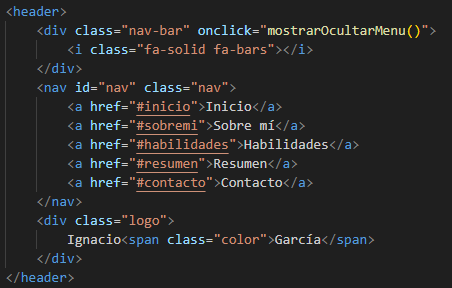 <header>
    <div class="nav-bar" onclick="mostrarOcultarMenu()">
        <i class="fa-solid fa-bars"></i>
    </div>
    <nav id="nav" class="nav">
        <a href="#inicio">Inicio</a>
        <a href="#sobremi">Sobre mí</a>
        <a href="#habilidades">Habilidades</a>
        <a href="#resumen">Resumen</a>
        <a href="#contacto">Contacto</a>
    </nav>
    <div class="logo">
        Ignacio<span class="color">García</span>
    </div>
</header>